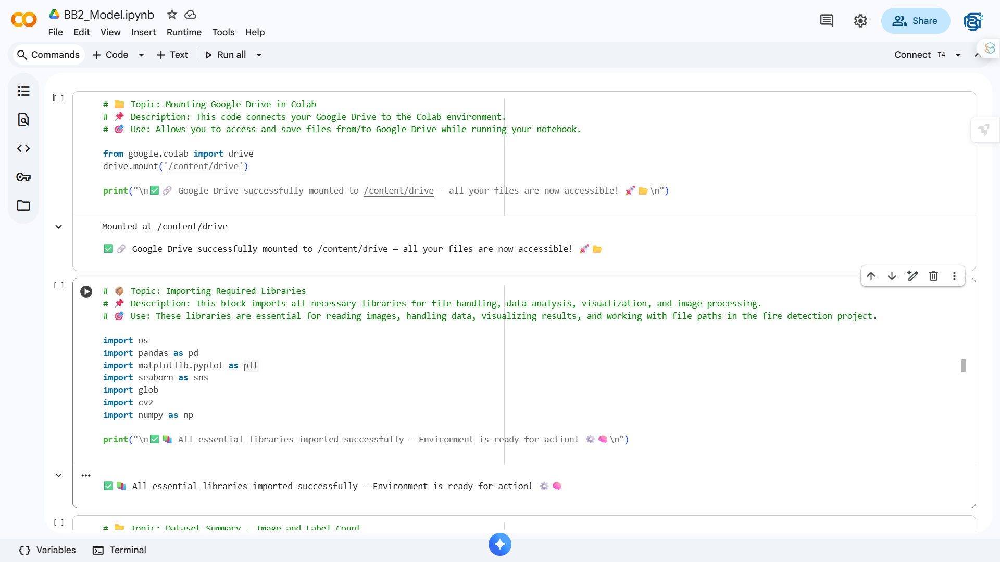 BB2_Model.ipynb
File Edit View Insert Runtime Tools Help
Share
Commands + Code + Text Run all
Connect T4
[ ]
# 📁 Topic: Mounting Google Drive in Colab
# 📌 Description: This code connects your Google Drive to the Colab environment.
# 🎯 Use: Allows you to access and save files from/to Google Drive while running your notebook.
from google.colab import drive
drive.mount('/content/drive')
print("\n✅🔗 Google Drive successfully mounted to /content/drive — all your files are now accessible! 🚀📂\n")
Mounted at /content/drive
✅🔗 Google Drive successfully mounted to /content/drive — all your files are now accessible! 🚀📂
[ ]
# 📦 Topic: Importing Required Libraries
# 📌 Description: This block imports all necessary libraries for file handling, data analysis, visualization, and image processing.
# 🎯 Use: These libraries are essential for reading images, handling data, visualizing results, and working with file paths in the fire detection project.
import os
import pandas as pd
import matplotlib.pyplot as plt
import seaborn as sns
import glob
import cv2
import numpy as np
print("\n✅📚 All essential libraries imported successfully — Environment is ready for action! ⚙️🧠\n")
✅📚 All essential libraries imported successfully — Environment is ready for action! ⚙️🧠
[ ]
# 📁 Topic: Dataset Summary - Image and Label Count
Variables Terminal